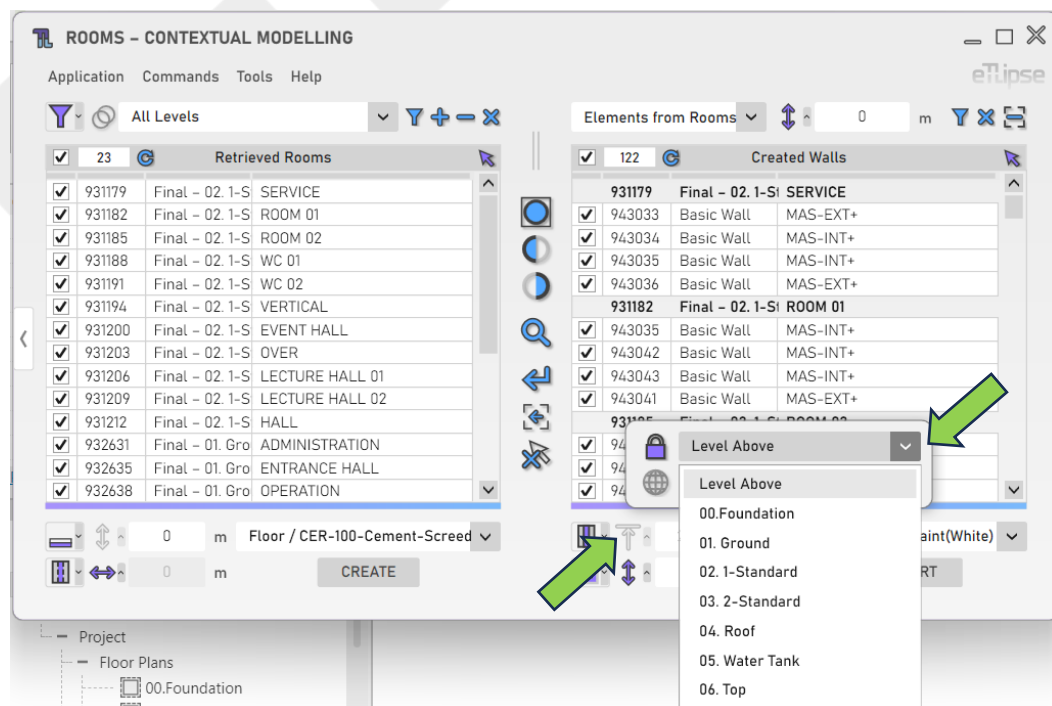 ROOMS – CONTEXTUAL MODELLING
Application Commands Tools Help
eTLipse
All Levels
Elements from Rooms 0 m
23 Retrieved Rooms
931179 Final – 02. 1-S SERVICE
931182 Final – 02. 1-S ROOM 01
931185 Final – 02. 1-S ROOM 02
931188 Final – 02. 1-S WC 01
931191 Final – 02. 1-S WC 02
931194 Final – 02. 1-S VERTICAL
931200 Final – 02. 1-S EVENT HALL
931203 Final – 02. 1-S OVER
931206 Final – 02. 1-S LECTURE HALL 01
931209 Final – 02. 1-S LECTURE HALL 02
931212 Final – 02. 1-S HALL
932631 Final – 01. Gro ADMINISTRATION
932635 Final – 01. Gro ENTRANCE HALL
932638 Final – 01. Gro OPERATION
0 m Floor / CER-100-Cement-Screed
0 m CREATE
122 Created Walls
931179 Final – 02. 1-St SERVICE
943033 Basic Wall MAS-EXT+
943034 Basic Wall MAS-INT+
943035 Basic Wall MAS-INT+
943036 Basic Wall MAS-EXT+
931182 Final – 02. 1-St ROOM 01
943035 Basic Wall MAS-INT+
943042 Basic Wall MAS-INT+
943043 Basic Wall MAS-INT+
943041 Basic Wall MAS-EXT+
94
94
94
Level Above
Level Above
00.Foundation
01. Ground
02. 1-Standard
03. 2-Standard
04. Roof
05. Water Tank
06. Top
aint(White)
RT
Project
Floor Plans
00.Foundation